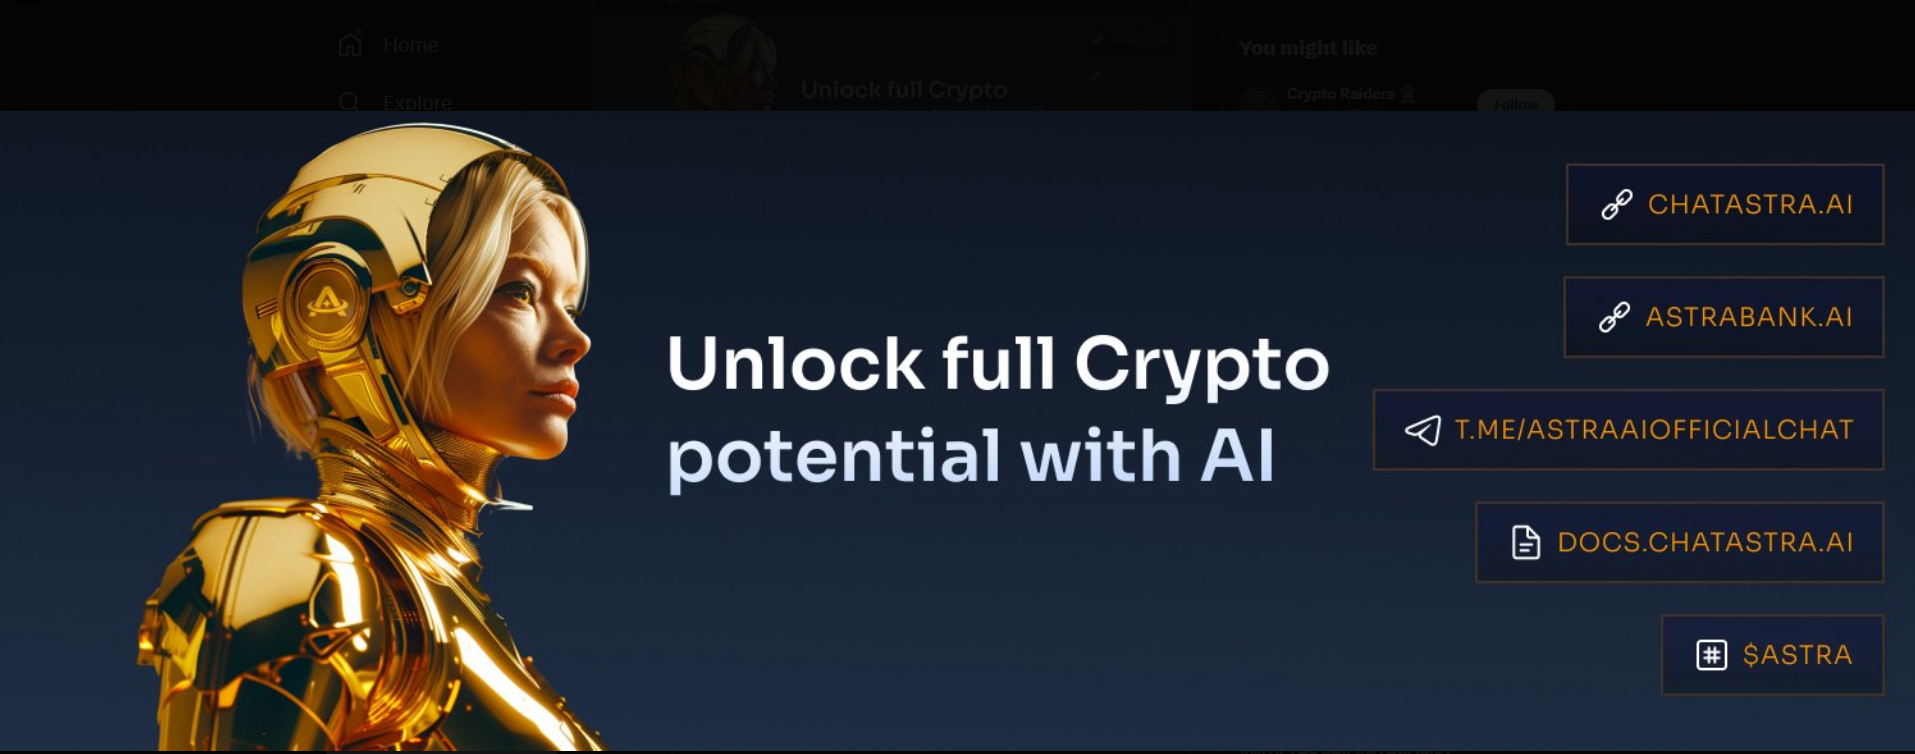 Home
You might like
Unlock full Crypto
Crypto Raiders
Explore
Follow
CHATASTRA.AI
ASTRABANK.AI
Unlock full Crypto
potential with AI
T.ME/ASTRAAIOFFICIALCHAT
DOCS.CHATASTRA.AI
$ASTRA